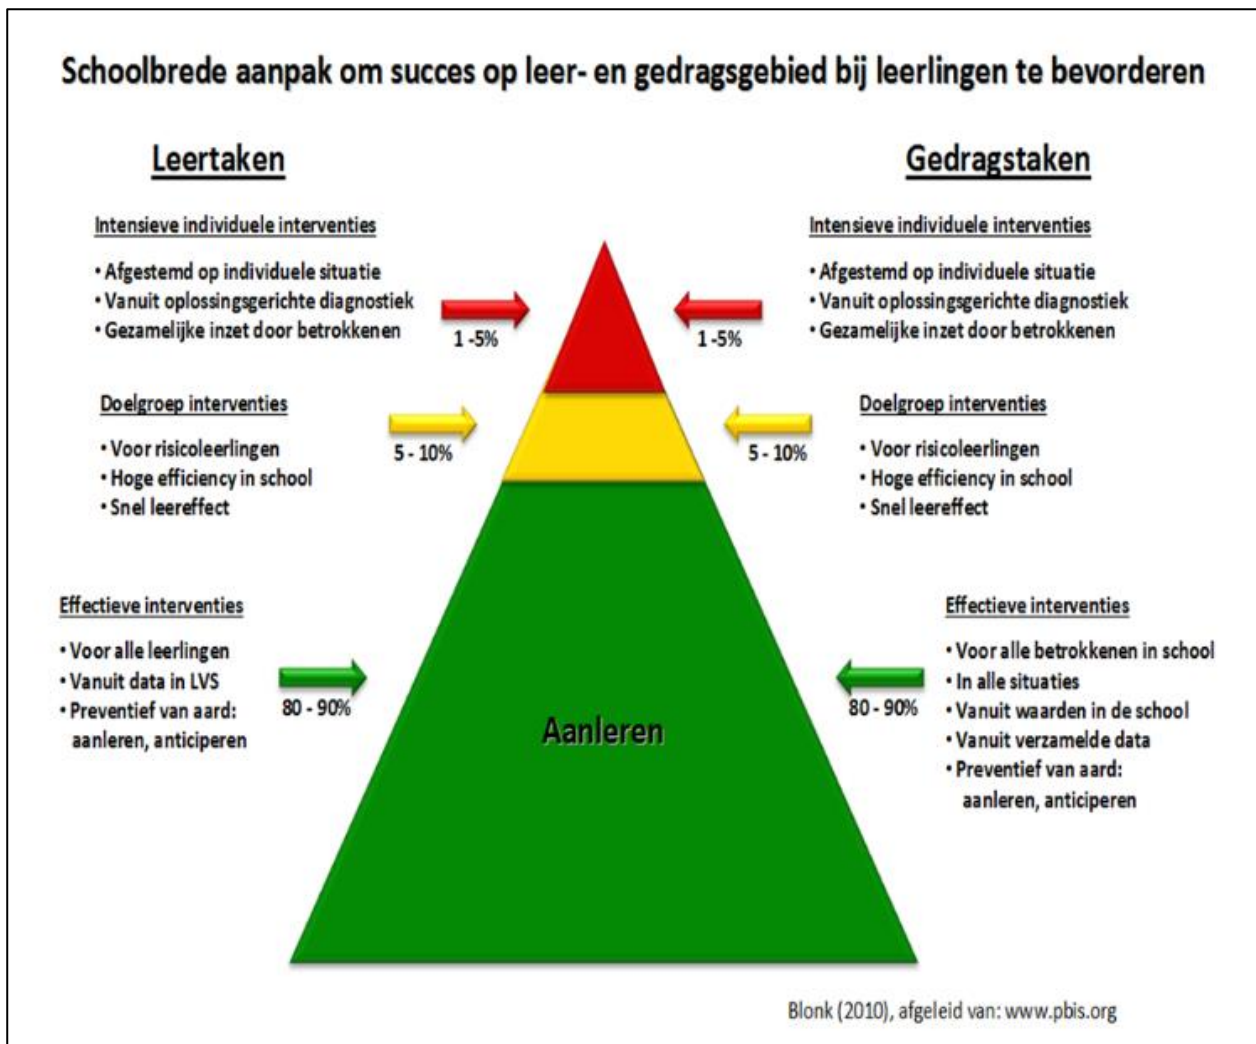 Schoolbrede aanpak om succes op leer- en gedragsgebied bij leerlingen te bevorderen
Leertaken
Intensieve individuele interventies
• Afgestemd op individuele situatie
• Vanuit oplossingsgerichte diagnostiek
• Gezamelijke inzet door betrokkenen
1 -5%
Doelgroep interventies
• Voor risicoleerlingen
• Hoge efficiency in school
• Snel leereffect
5 - 10%
Effectieve interventies
• Voor alle leerlingen
• Vanuit data in LVS
• Preventief van aard:
aanleren, anticiperen
80 - 90%
Aanleren
Gedragstaken
Intensieve individuele interventies
• Afgestemd op individuele situatie
• Vanuit oplossingsgerichte diagnostiek
• Gezamelijke inzet door betrokkenen
1 -5%
Doelgroep interventies
• Voor risicoleerlingen
• Hoge efficiency in school
• Snel leereffect
5 - 10%
Effectieve interventies
• Voor alle betrokkenen in school
• In alle situaties
• Vanuit waarden in de school
• Vanuit verzamelde data
• Preventief van aard:
aanleren, anticiperen
80 - 90%
Blonk (2010), afgeleid van: www.pbis.org